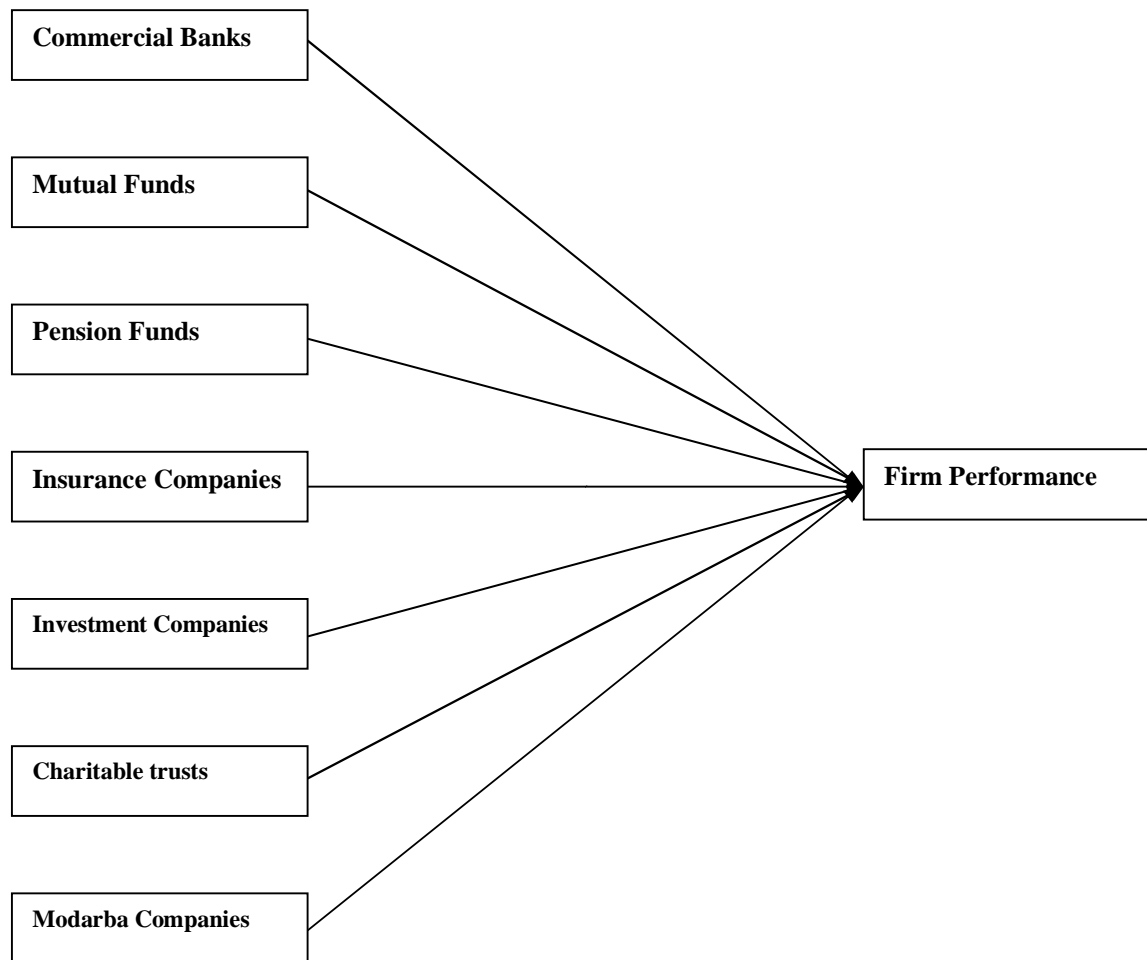 Commercial Banks
Mutual Funds
Pension Funds
Insurance Companies
Firm Performance
Investment Companies
Charitable trusts
Modarba Companies